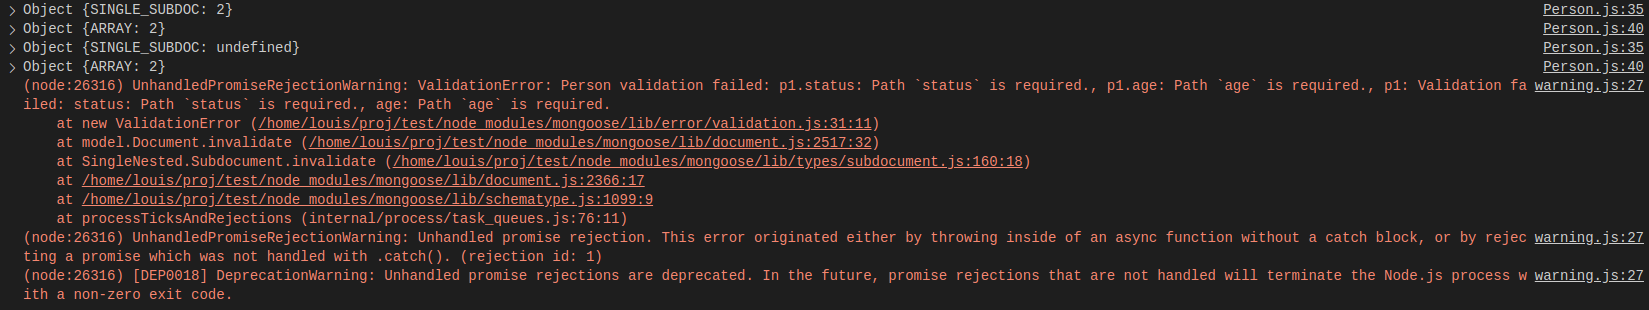 Object {SINGLE_SUBDOC: 2} Person.js:35
Object {ARRAY: 2} Person.js:40
Object {SINGLE_SUBDOC: undefined} Person.js:35
Object {ARRAY: 2} Person.js:40
(node:26316) UnhandledPromiseRejectionWarning: ValidationError: Person validation failed: p1.status: Path `status` is required., p1.age: Path `age` is required., p1: Validation fa warning.js:27
iled: status: Path `status` is required., age: Path `age` is required.
at new ValidationError (/home/louis/proj/test/node_modules/mongoose/lib/error/validation.js:31:11)
at model.Document.invalidate (/home/louis/proj/test/node_modules/mongoose/lib/document.js:2517:32)
at SingleNested.Subdocument.invalidate (/home/louis/proj/test/node_modules/mongoose/lib/types/subdocument.js:160:18)
at /home/louis/proj/test/node_modules/mongoose/lib/document.js:2366:17
at /home/louis/proj/test/node_modules/mongoose/lib/schematype.js:1099:9
at processTicksAndRejections (internal/process/task_queues.js:76:11)
(node:26316) UnhandledPromiseRejectionWarning: Unhandled promise rejection. This error originated either by throwing inside of an async function without a catch block, or by rejec warning.js:27
ting a promise which was not handled with .catch(). (rejection id: 1)
(node:26316) [DEP0018] DeprecationWarning: Unhandled promise rejections are deprecated. In the future, promise rejections that are not handled will terminate the Node.js process w warning.js:27
ith a non-zero exit code.